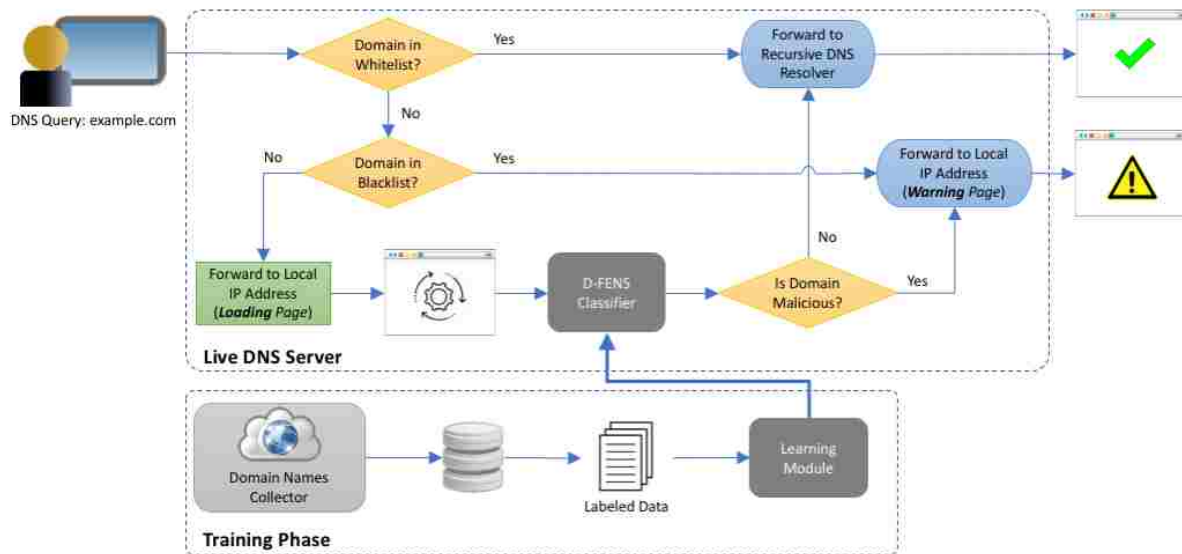 DNS Query: example.com
Domain in
Whitelist?
Yes
Forward to
Recursive DNS
Resolver
No
No
Domain in
Blacklist?
Yes
Forward to Local
IP Address
(Warning Page)
Forward to Local
IP Address
(Loading Page)
D-FENS
Classifier
Is Domain
Malicious?
No
Yes
Live DNS Server
Domain Names
Collector
Labeled Data
Learning
Module
Training Phase